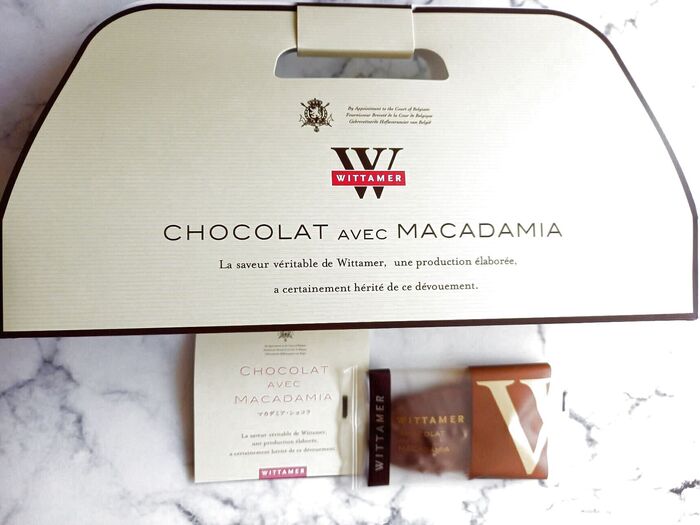 By Appointment to the Court of Belgium
Fournisseur Breveté de la Cour de Belgique
Gebrevetteerde Hofleverancier van België
W
WITTAMER
CHOCOLAT AVEC MACADAMIA
La saveur véritable de Wittamer, une production élaborée,
a certainement hérité de ce dévouement.
CHOCOLAT
AVEC
MACADAMIA
マカダミア・ショコラ
La saveur véritable de Wittamer,
une production élaborée,
a certainement hérité de ce dévouement.
WITTAMER
WITTAMER
WITTAMER
CHOCOLAT
MACADAMIA
W